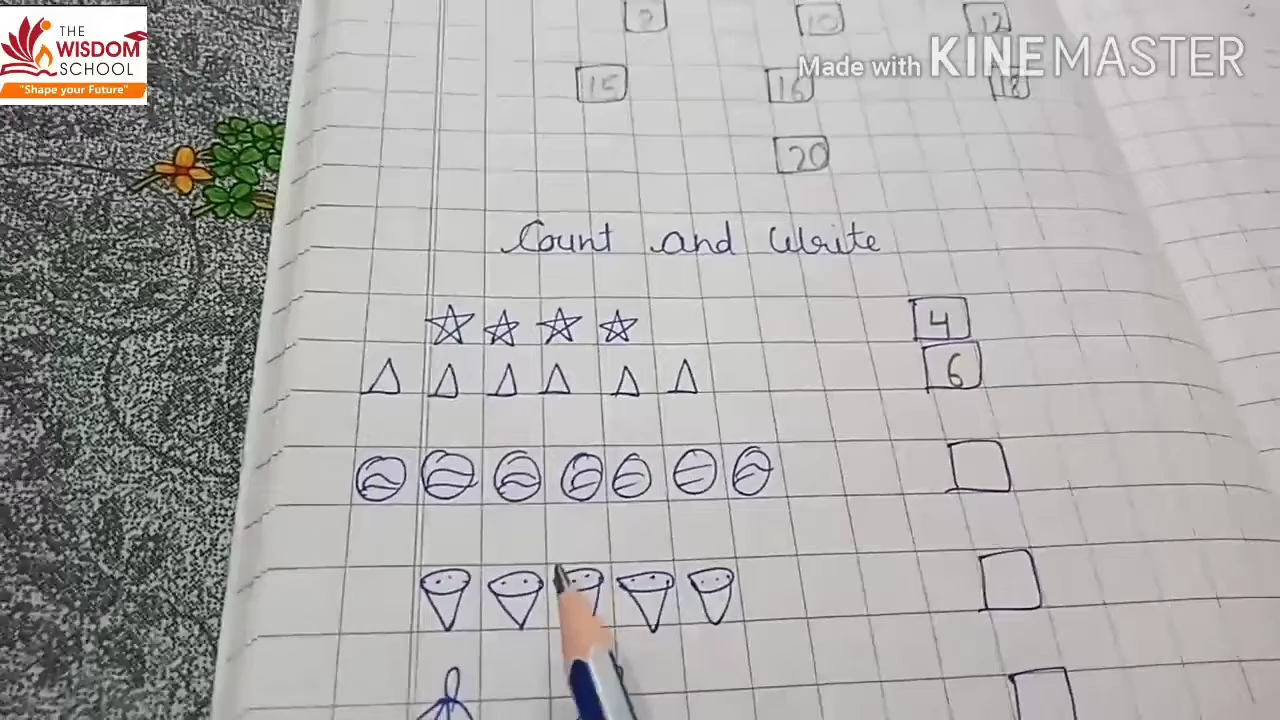 THE
WISDOM
SCHOOL
"Shape your Future"
Made with KINEMASTER
10 12
15 16 18
20
Count and Write
4
6